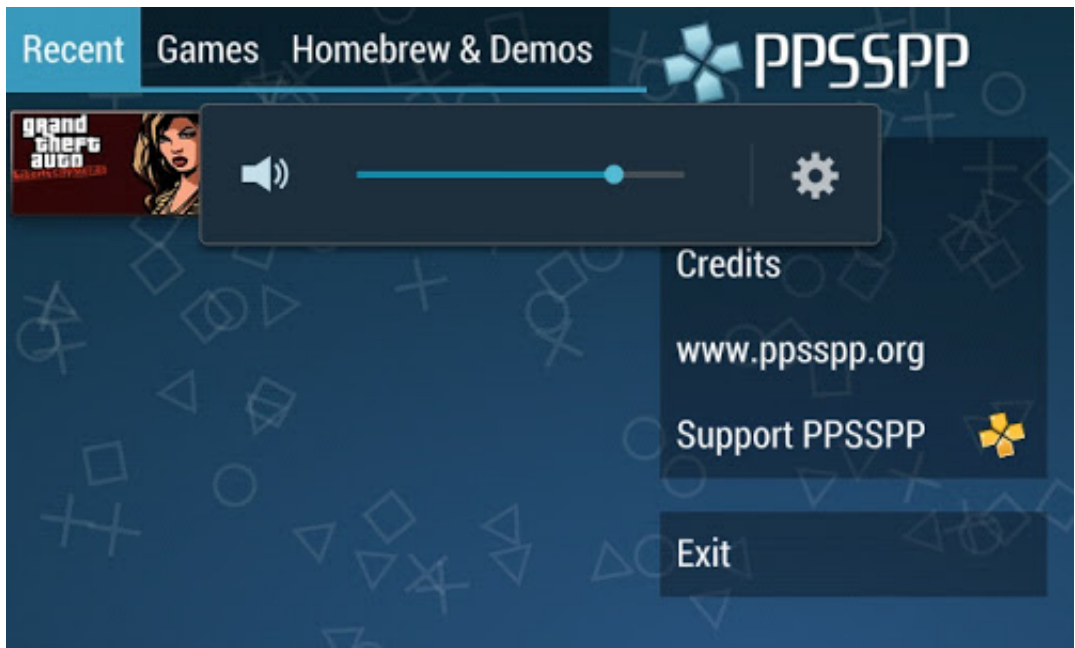 Recent Games Homebrew & Demos PPSSPP
grand
theft
auto
Credits
www.ppsspp.org
Support PPSSPP
Exit